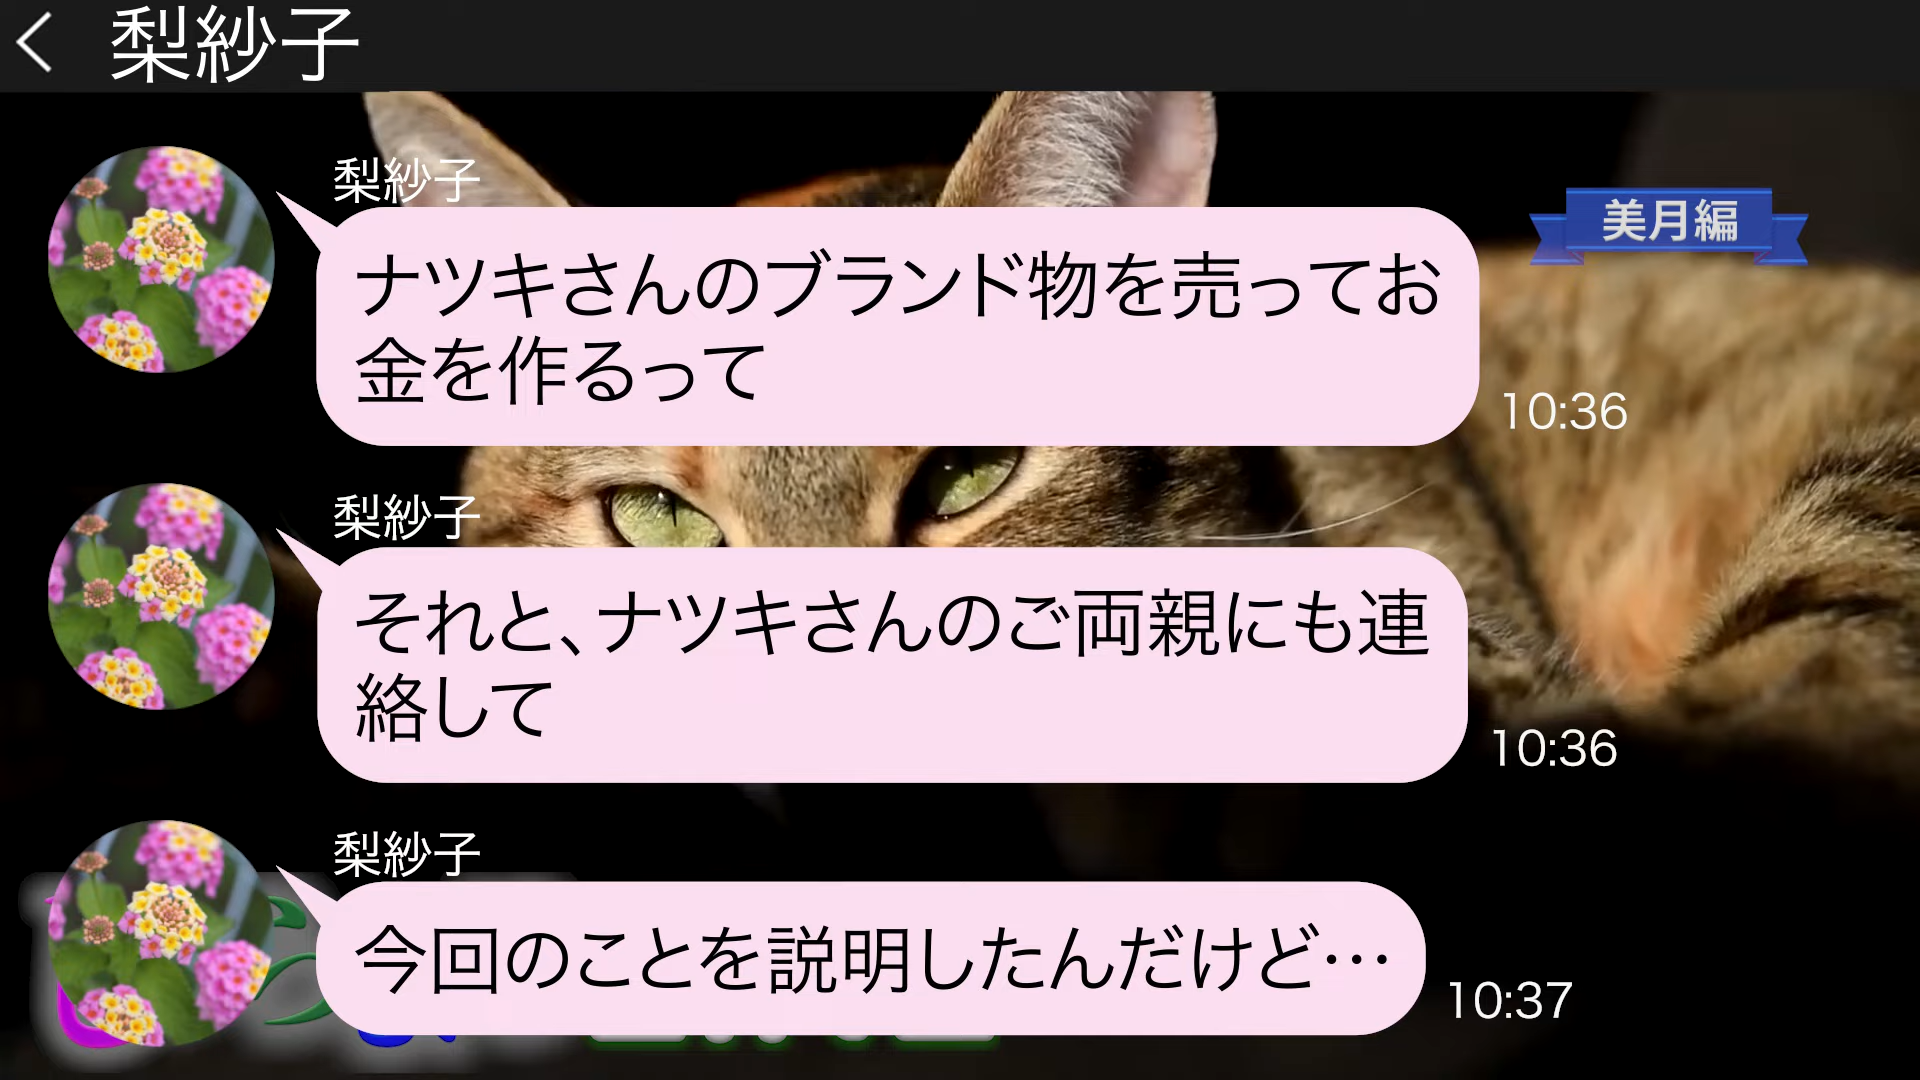 梨紗子
梨紗子
美月編
ナツキさんのブランド物を売ってお
金を作るって
10:36
梨紗子
それと、ナツキさんのご両親にも連
絡して
10:36
梨紗子
今回のことを説明したんだけど…
10:37